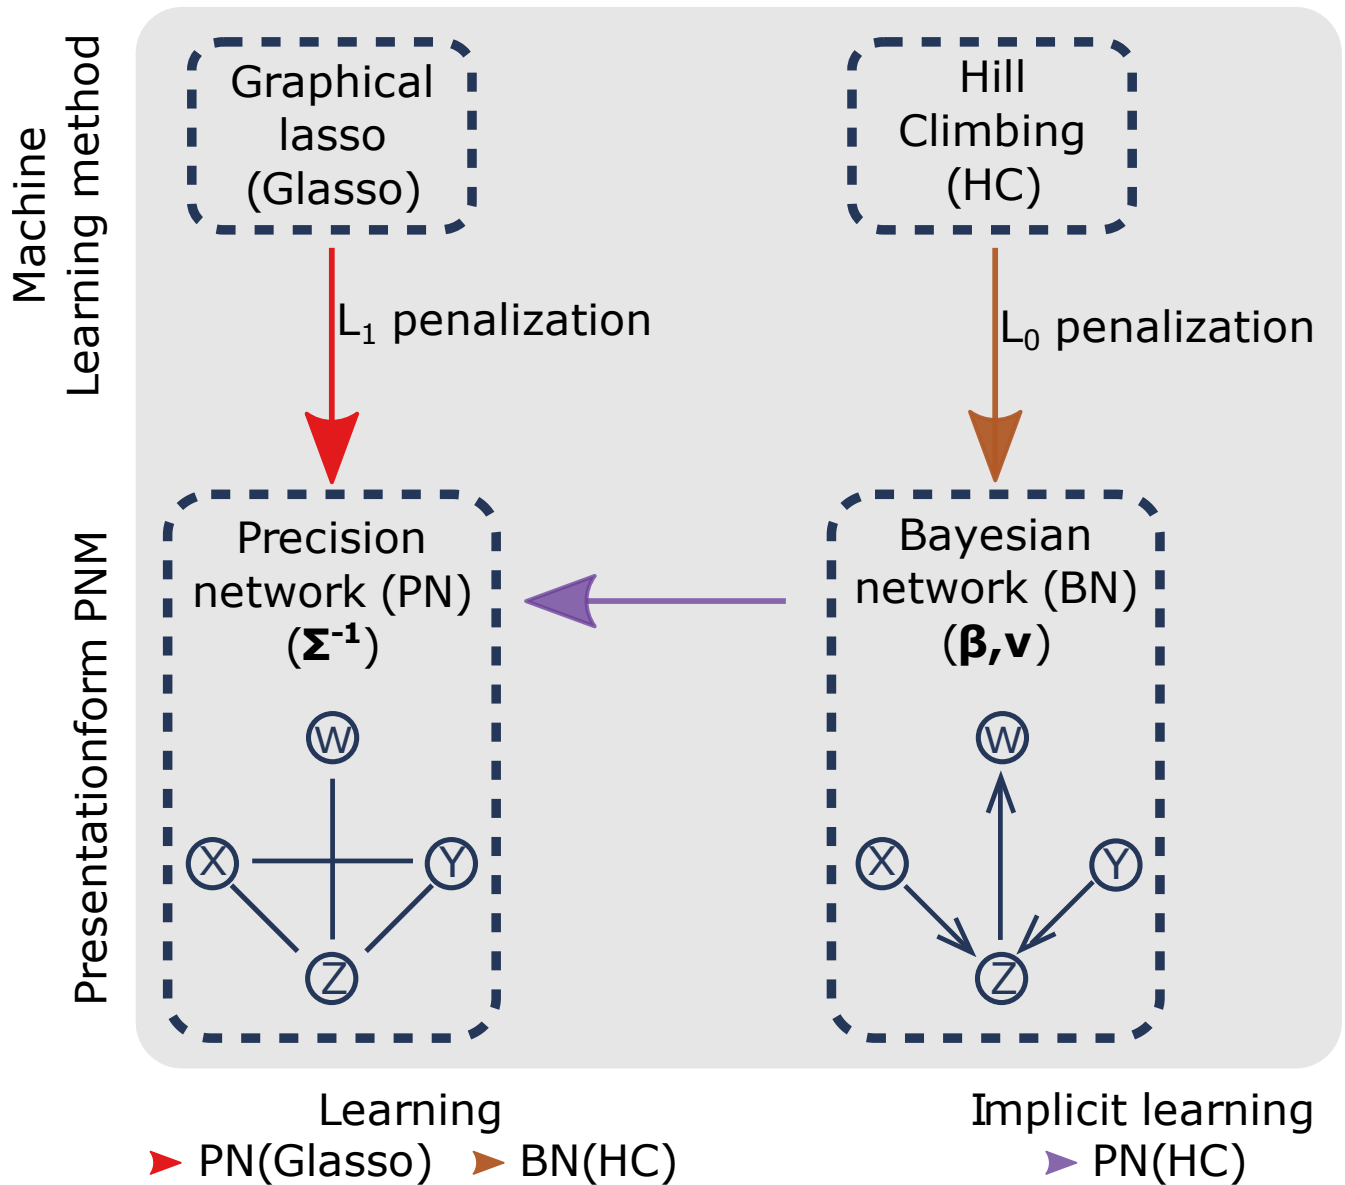 Machine
Learning method
Graphical
lasso
(Glasso)
Hill
Climbing
(HC)
L₁ penalization
L₀ penalization
Presentationform PNM
Precision
network (PN)
(Σ⁻¹)
W
X
Y
Z
Bayesian
network (BN)
(β,ν)
W
X
Y
Z
Learning
PN(Glasso)
BN(HC)
Implicit learning
PN(HC)